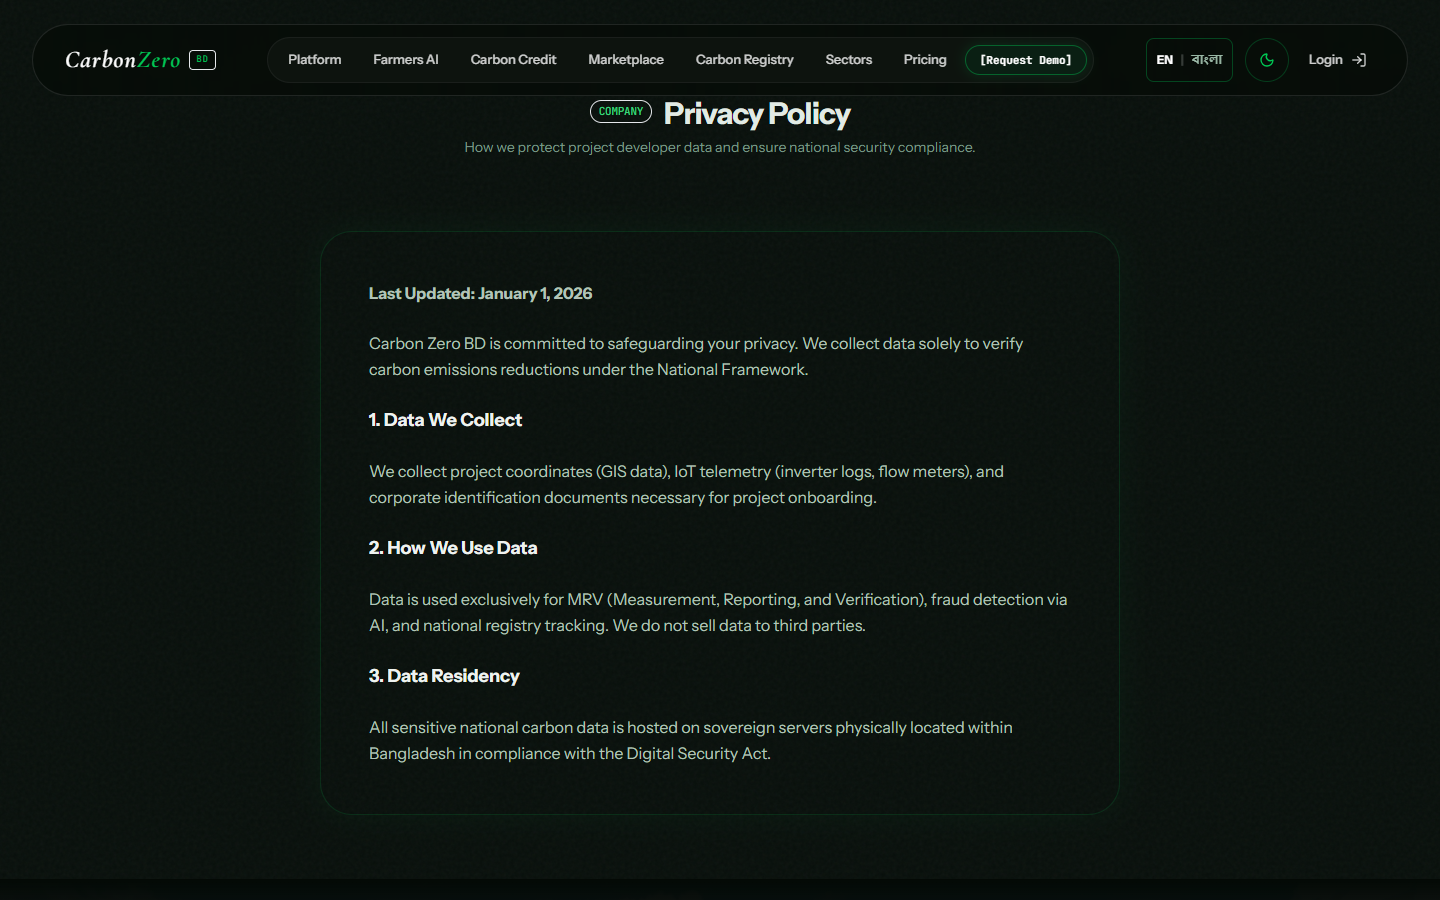 CarbonZero BD Platform Farmers AI Carbon Credit Marketplace Carbon Registry Sectors Pricing [Request Demo] EN | বাংলা Login
COMPANY Privacy Policy
How we protect project developer data and ensure national security compliance.
Last Updated: January 1, 2026
Carbon Zero BD is committed to safeguarding your privacy. We collect data solely to verify
carbon emissions reductions under the National Framework.
1. Data We Collect
We collect project coordinates (GIS data), IoT telemetry (inverter logs, flow meters), and
corporate identification documents necessary for project onboarding.
2. How We Use Data
Data is used exclusively for MRV (Measurement, Reporting, and Verification), fraud detection via
AI, and national registry tracking. We do not sell data to third parties.
3. Data Residency
All sensitive national carbon data is hosted on sovereign servers physically located within
Bangladesh in compliance with the Digital Security Act.